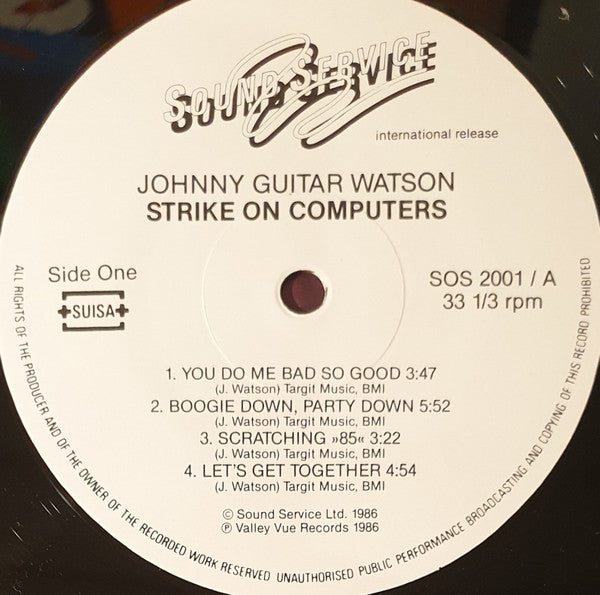 SOUND SERVICE
international release
JOHNNY GUITAR WATSON
STRIKE ON COMPUTERS
Side One
SUISA
SOS 2001 / A
33 1/3 rpm
1. YOU DO ME BAD SO GOOD 3:47
(J. Watson) Targit Music, BMI
2. BOOGIE DOWN, PARTY DOWN 5:52
(J. Watson) Targit Music, BMI
3. SCRATCHING »85« 3:22
(J. Watson) Targit Music, BMI
4. LET'S GET TOGETHER 4:54
(J. Watson) Targit Music, BMI
© Sound Service Ltd. 1986
℗ Valley Vue Records 1986
ALL RIGHTS OF THE PRODUCER AND OF THE OWNER OF THE RECORDED WORK RESERVED UNAUTHORISED PUBLIC PERFORMANCE BROADCASTING AND COPYING OF THIS RECORD PROHIBITED